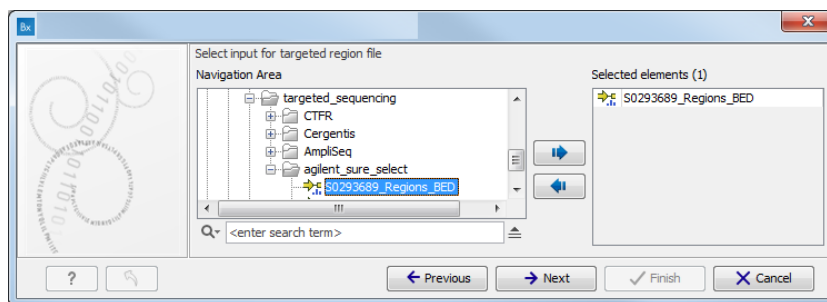 Bx
Select input for targeted region file
Navigation Area
targeted_sequencing
CTFR
Cergentis
AmpliSeq
agilent_sure_select
S0293689_Regions_BED
<enter search term>
Selected elements (1)
S0293689_Regions_BED
?
Previous
Next
Finish
Cancel